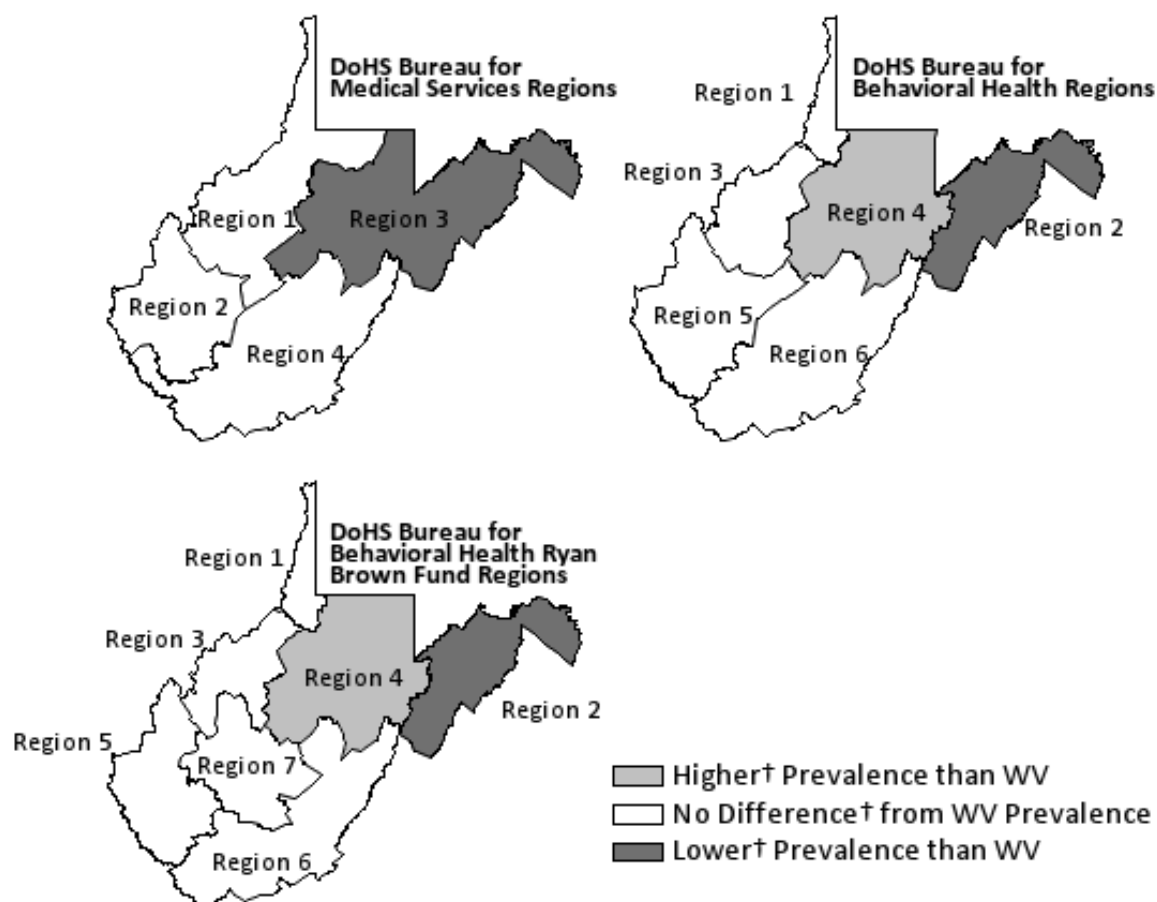 DoHS Bureau for
Medical Services Regions
Region 1
Region 3
Region 2
Region 4
DoHS Bureau for
Behavioral Health Regions
Region 1
Region 3
Region 4
Region 2
Region 5
Region 6
DoHS Bureau for
Behavioral Health Ryan
Brown Fund Regions
Region 1
Region 3
Region 4
Region 2
Region 5
Region 7
Region 6
Higher† Prevalence than WV
No Difference† from WV Prevalence
Lower† Prevalence than WV